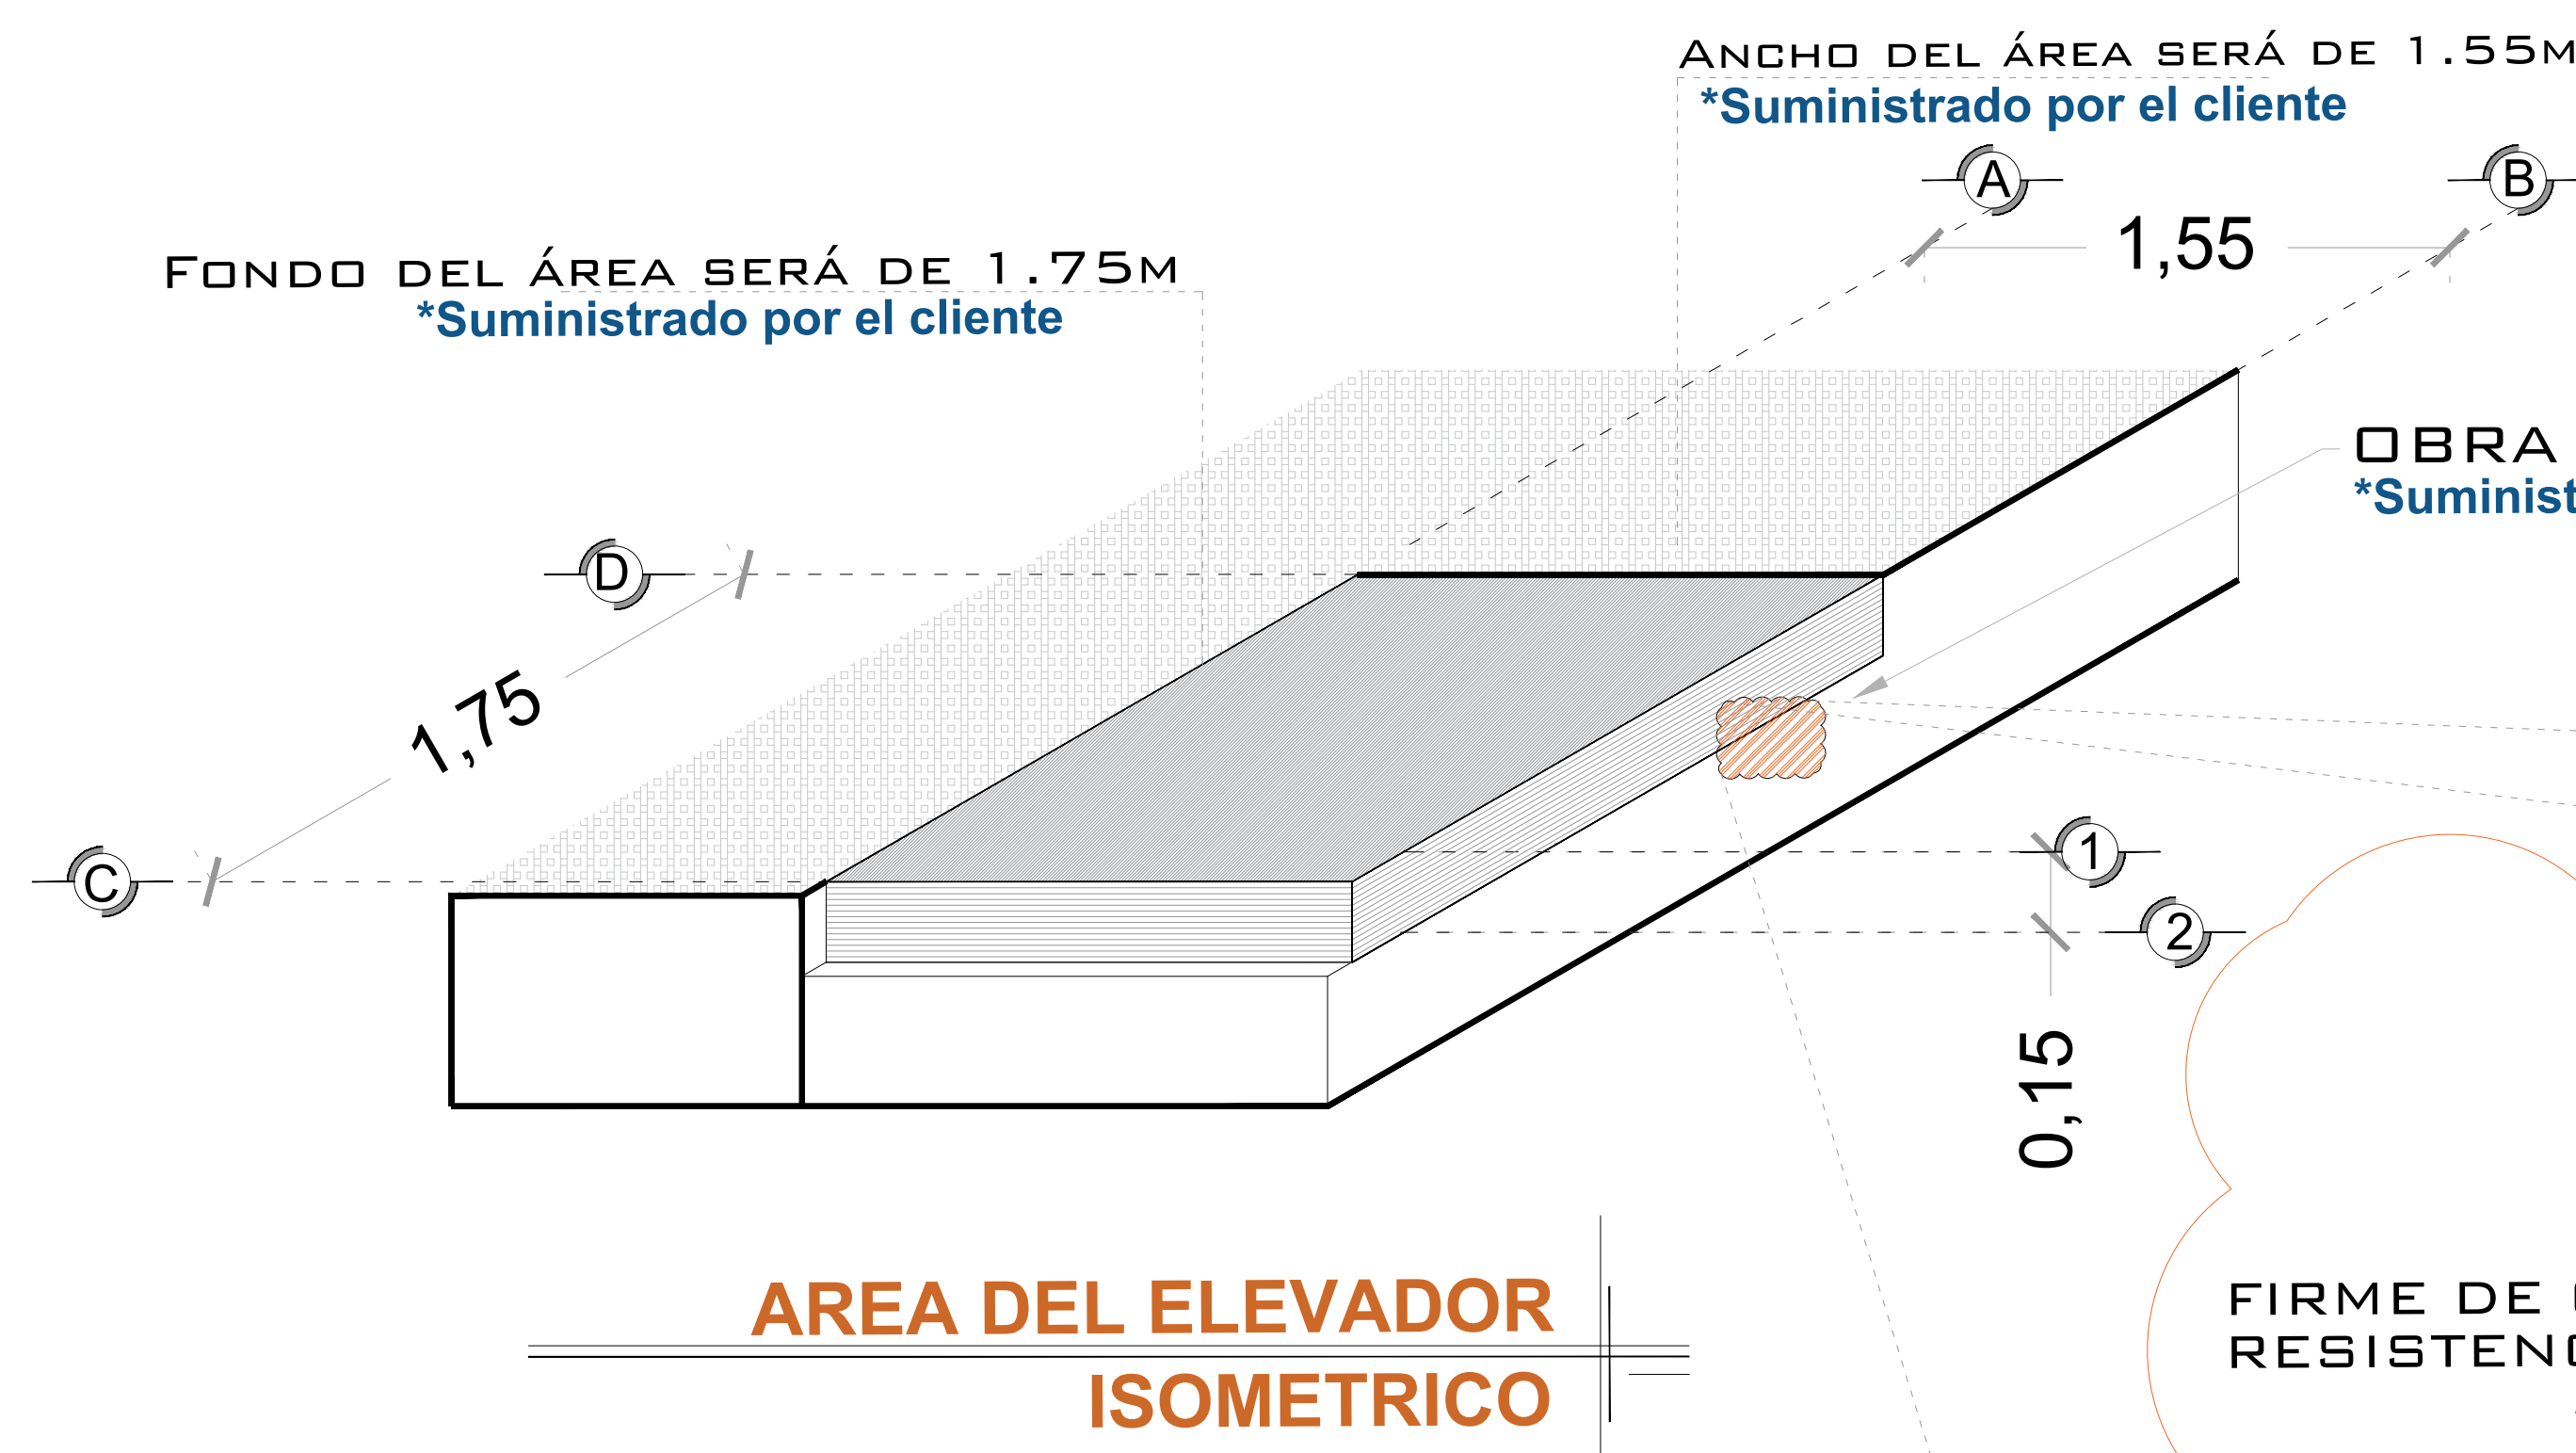 ANCHO DEL ÁREA SERÁ DE 1.55M
*Suministrado por el cliente
A
B
1,55
FONDO DEL ÁREA SERÁ DE 1.75M
*Suministrado por el cliente
OBRA
D
1,75
C
1
2
0,15
AREA DEL ELEVADOR
ISOMETRICO
FIRME DE